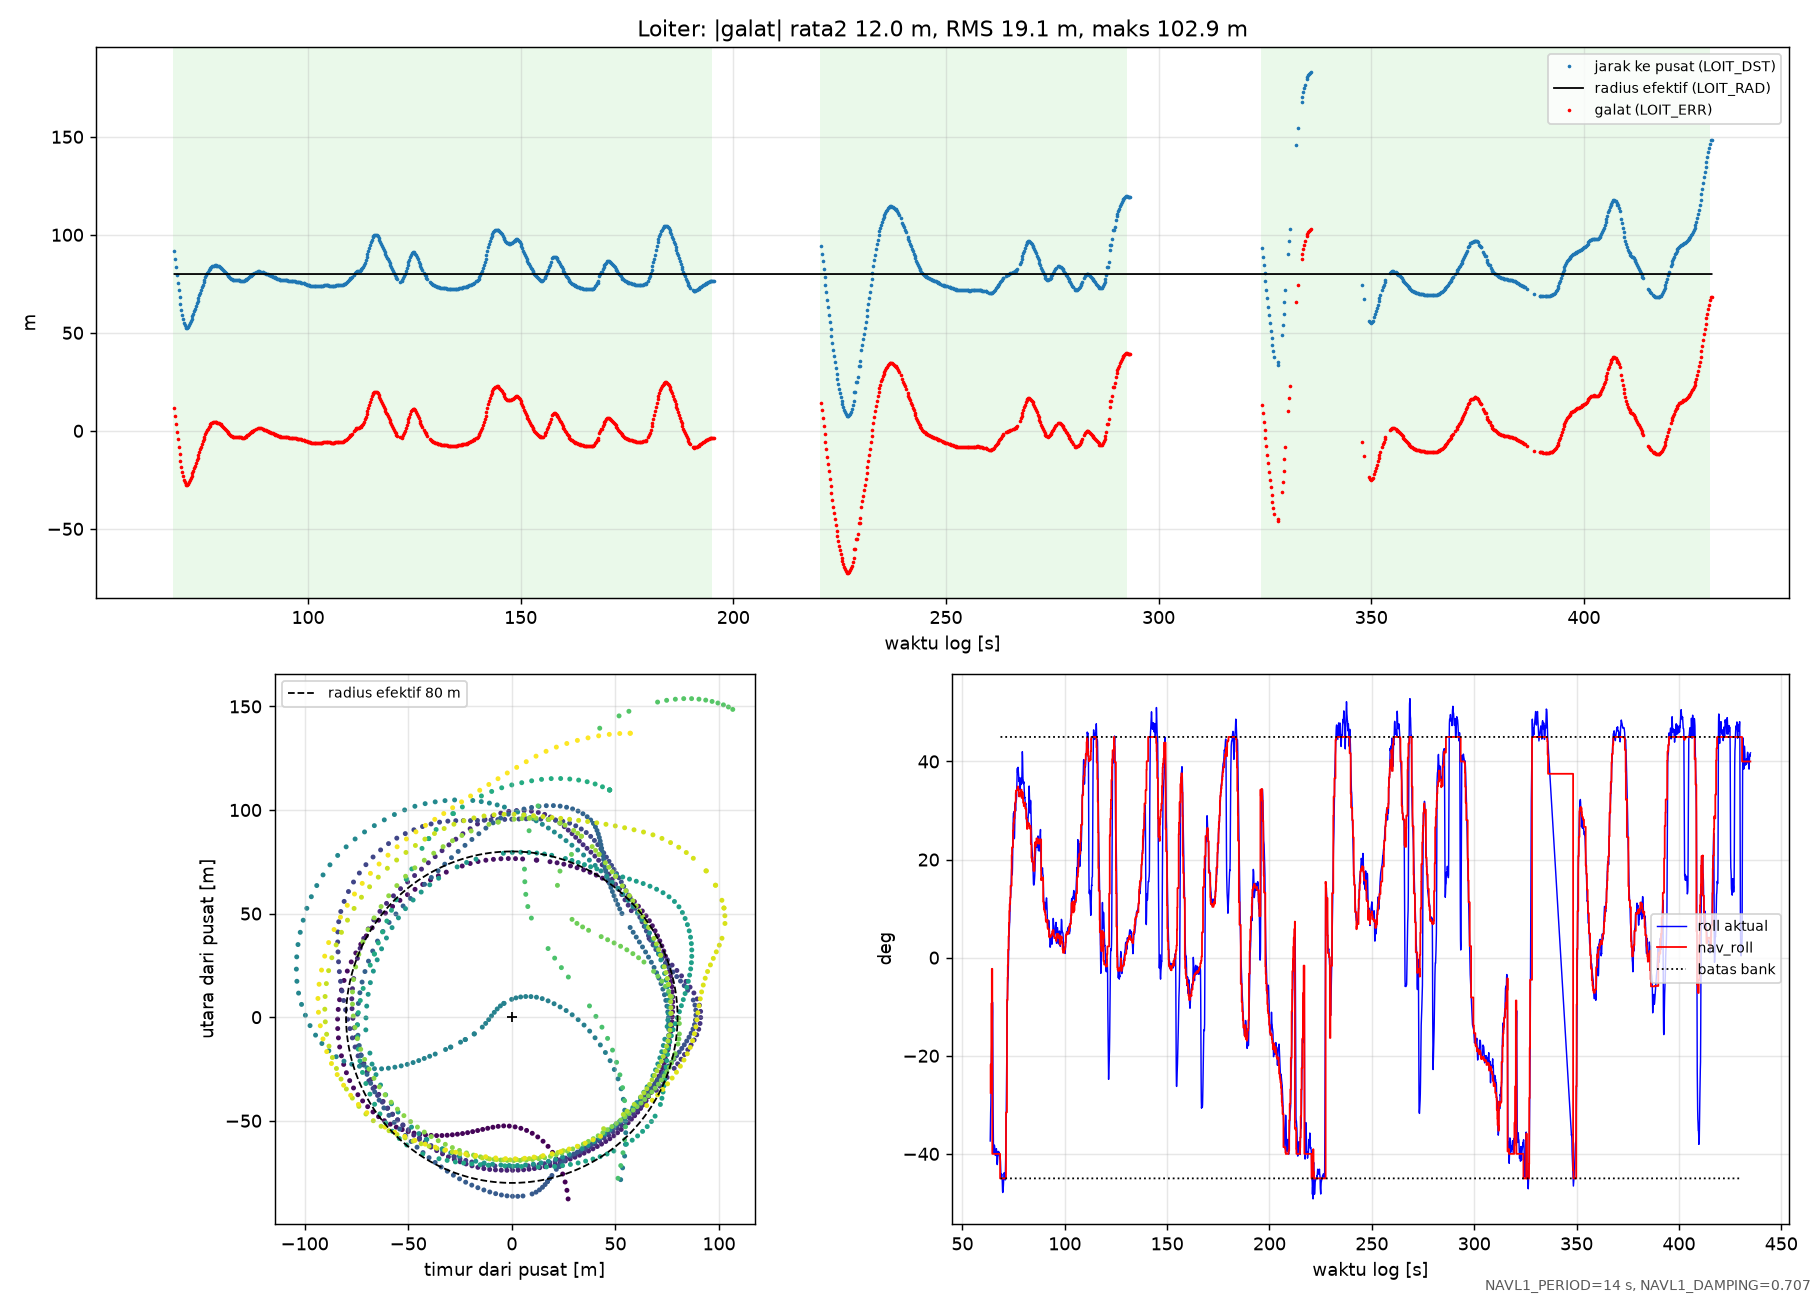 Loiter: |galat| rata2 12.0 m, RMS 19.1 m, maks 102.9 m
jarak ke pusat (LOIT_DST)
radius efektif (LOIT_RAD)
galat (LOIT_ERR)
150
100
50
0
−50
m
100
150
200
250
300
350
400
waktu log [s]
radius efektif 80 m
150
100
50
0
−50
utara dari pusat [m]
−100
−50
0
50
100
timur dari pusat [m]
40
20
0
−20
−40
deg
roll aktual
nav_roll
batas bank
50
100
150
200
250
300
350
400
450
waktu log [s]
NAVL1_PERIOD=14 s, NAVL1_DAMPING=0.707